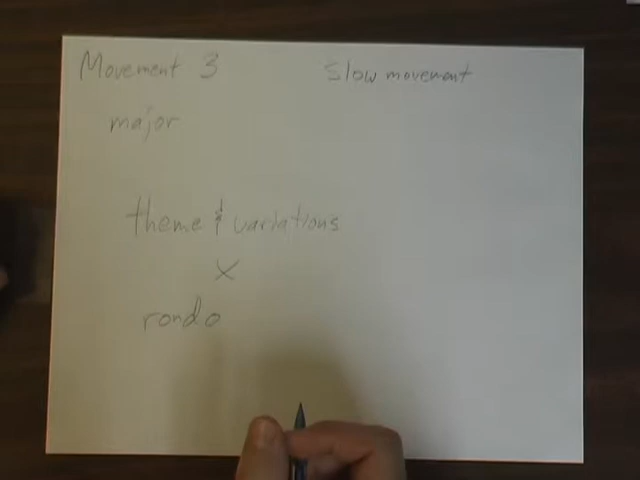 Movement 3 Slow movement
major
theme & variations
X
rondo